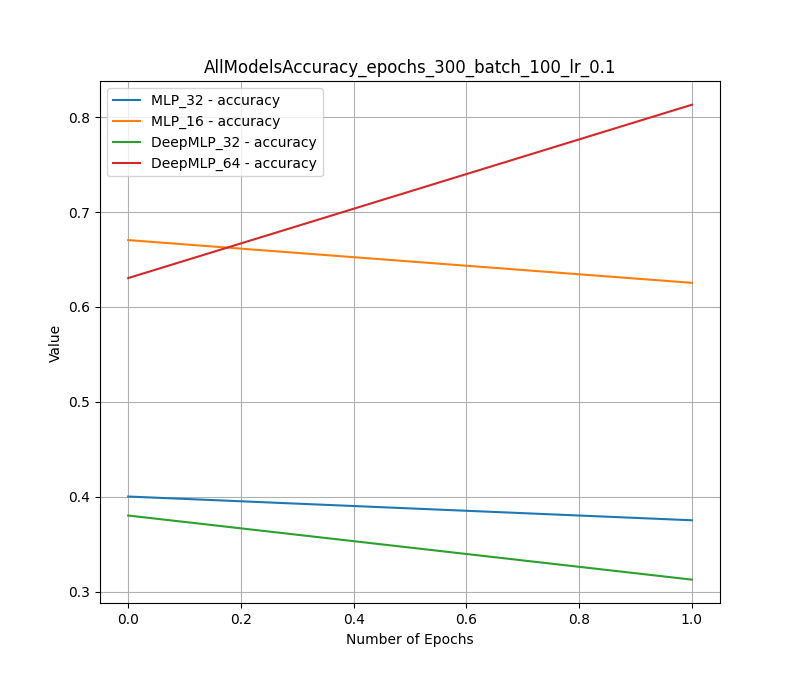 AllModelsAccuracy_epochs_300_batch_100_lr_0.1
MLP_32 - accuracy
MLP_16 - accuracy
DeepMLP_32 - accuracy
DeepMLP_64 - accuracy
0.8
0.7
0.6
0.5
0.4
0.3
Value
0.0 0.2 0.4 0.6 0.8 1.0
Number of Epochs